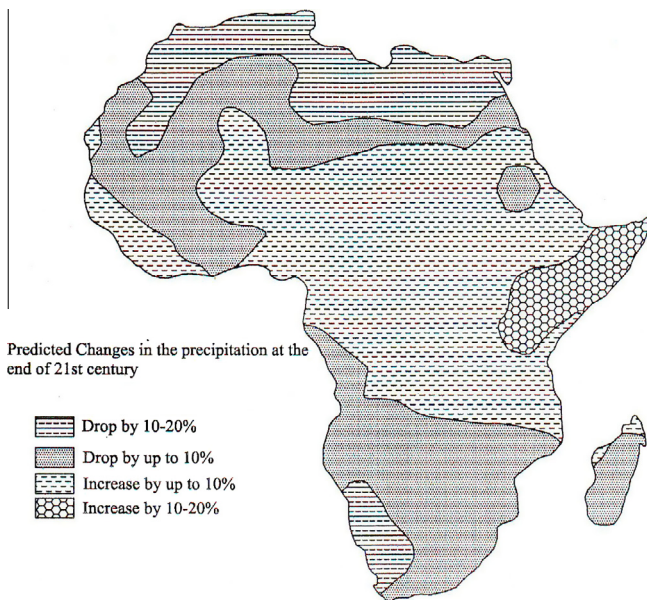 Predicted Changes in the precipitation at the
end of 21st century
Drop by 10-20%
Drop by up to 10%
Increase by up to 10%
Increase by 10-20%